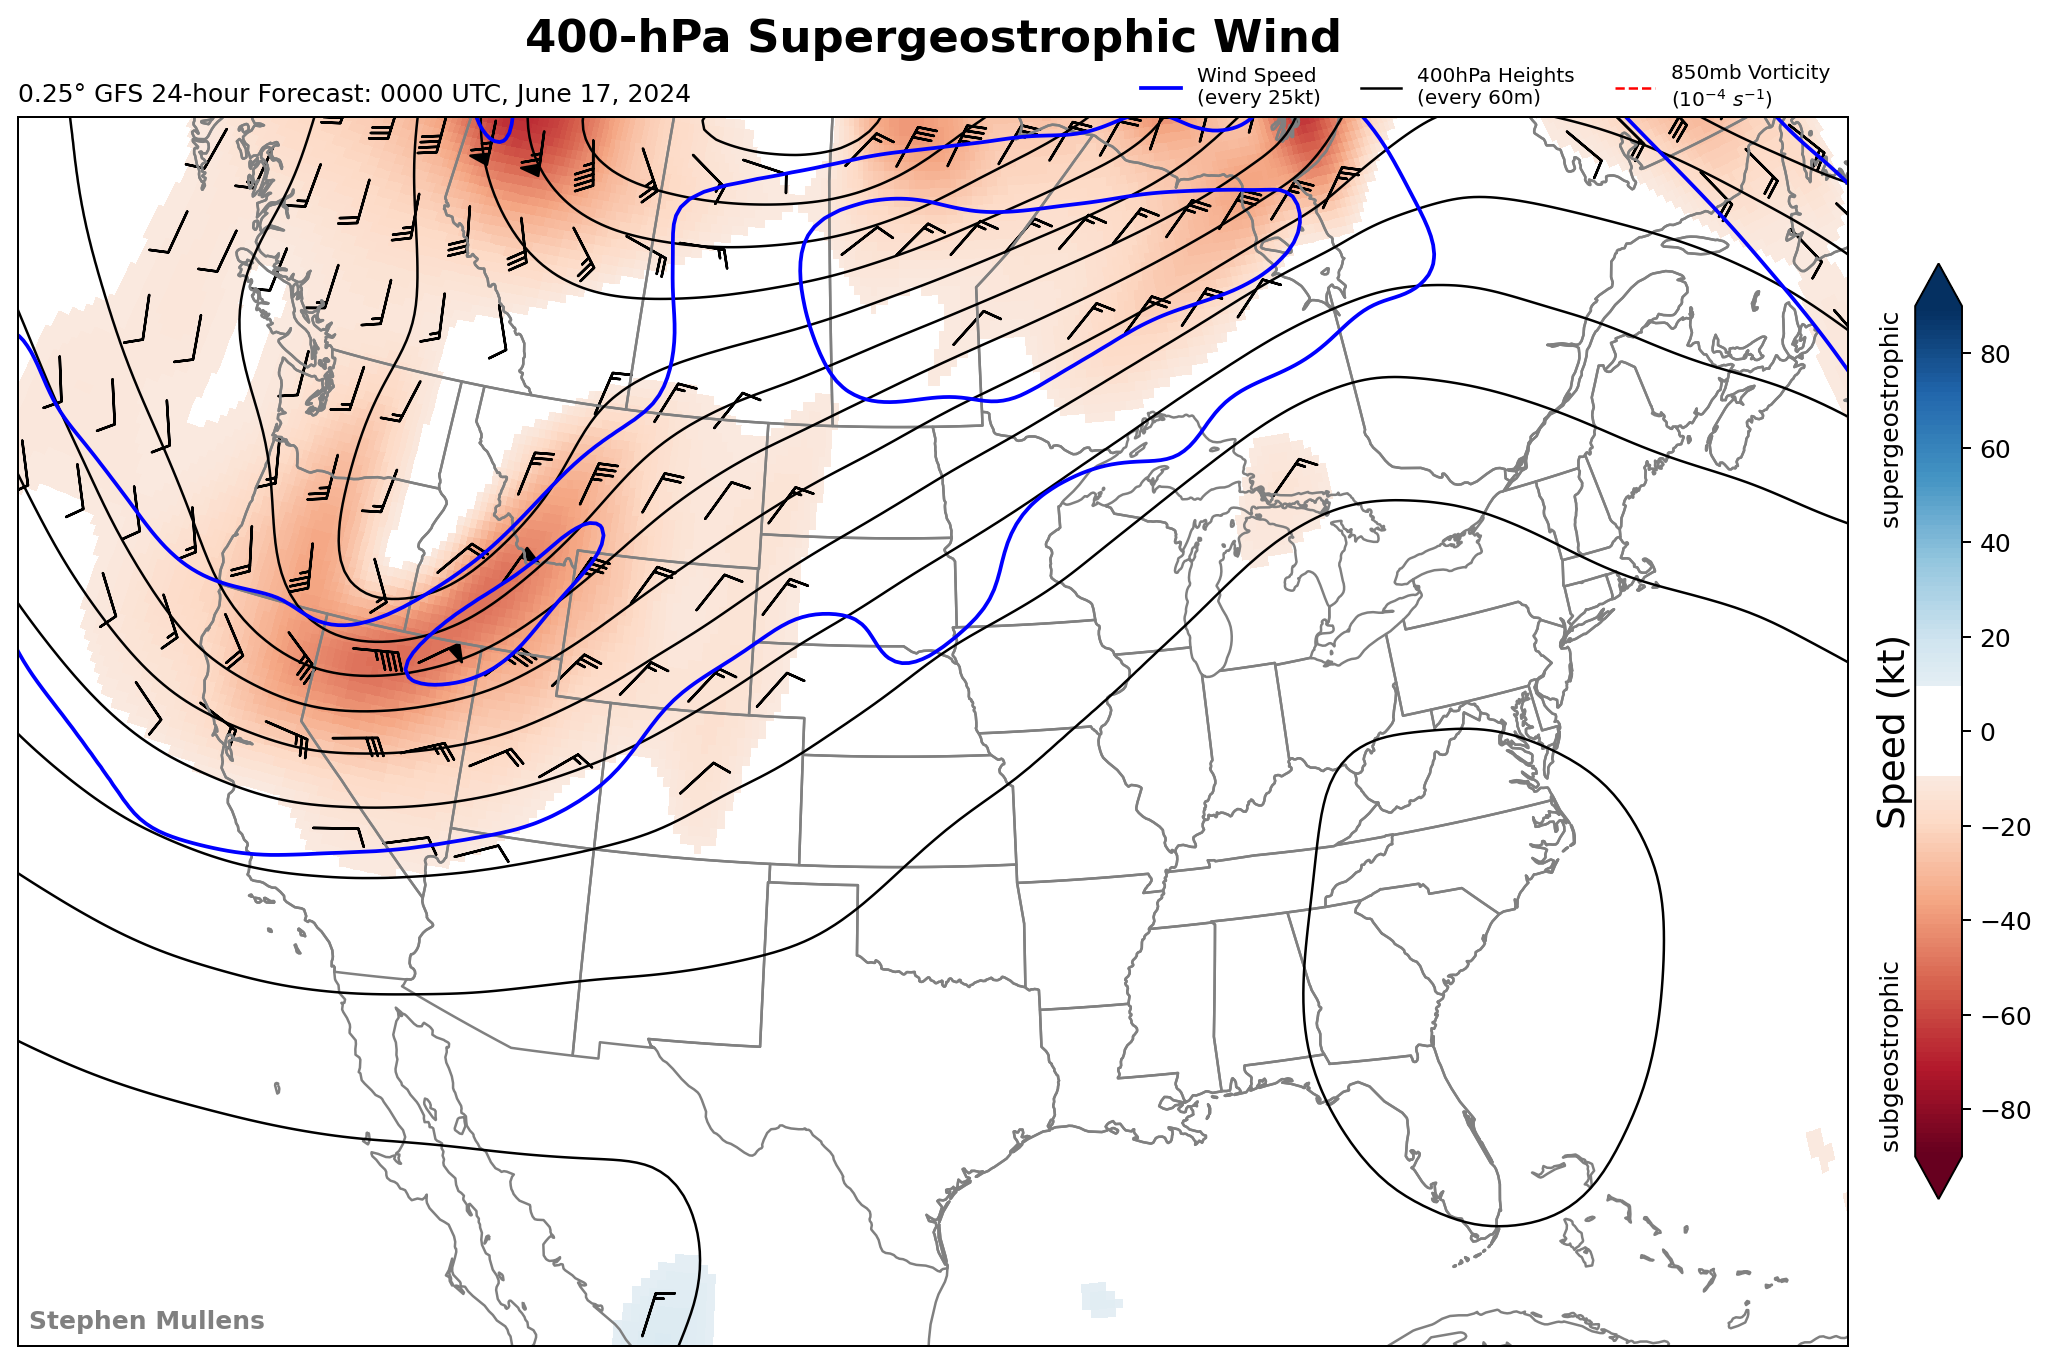 400-hPa Supergeostrophic Wind
0.25° GFS 24-hour Forecast: 0000 UTC, June 17, 2024
Wind Speed
(every 25kt)
400hPa Heights
(every 60m)
850mb Vorticity
(10⁻⁴ s⁻¹)
supergeostrophic
Speed (kt)
subgeostrophic
80
60
40
20
0
−20
−40
−60
−80
Stephen Mullens